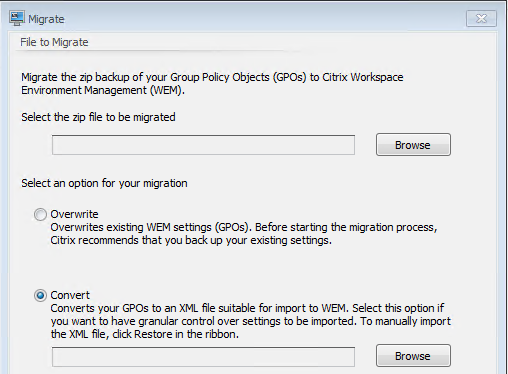 Migrate
File to Migrate
Migrate the zip backup of your Group Policy Objects (GPOs) to Citrix Workspace
Environment Management (WEM).
Select the zip file to be migrated
Browse
Select an option for your migration
Overwrite
Overwrites existing WEM settings (GPOs). Before starting the migration process,
Citrix recommends that you back up your existing settings.
Convert
Converts your GPOs to an XML file suitable for import to WEM. Select this option if
you want to have granular control over settings to be imported. To manually import
the XML file, click Restore in the ribbon.
Browse